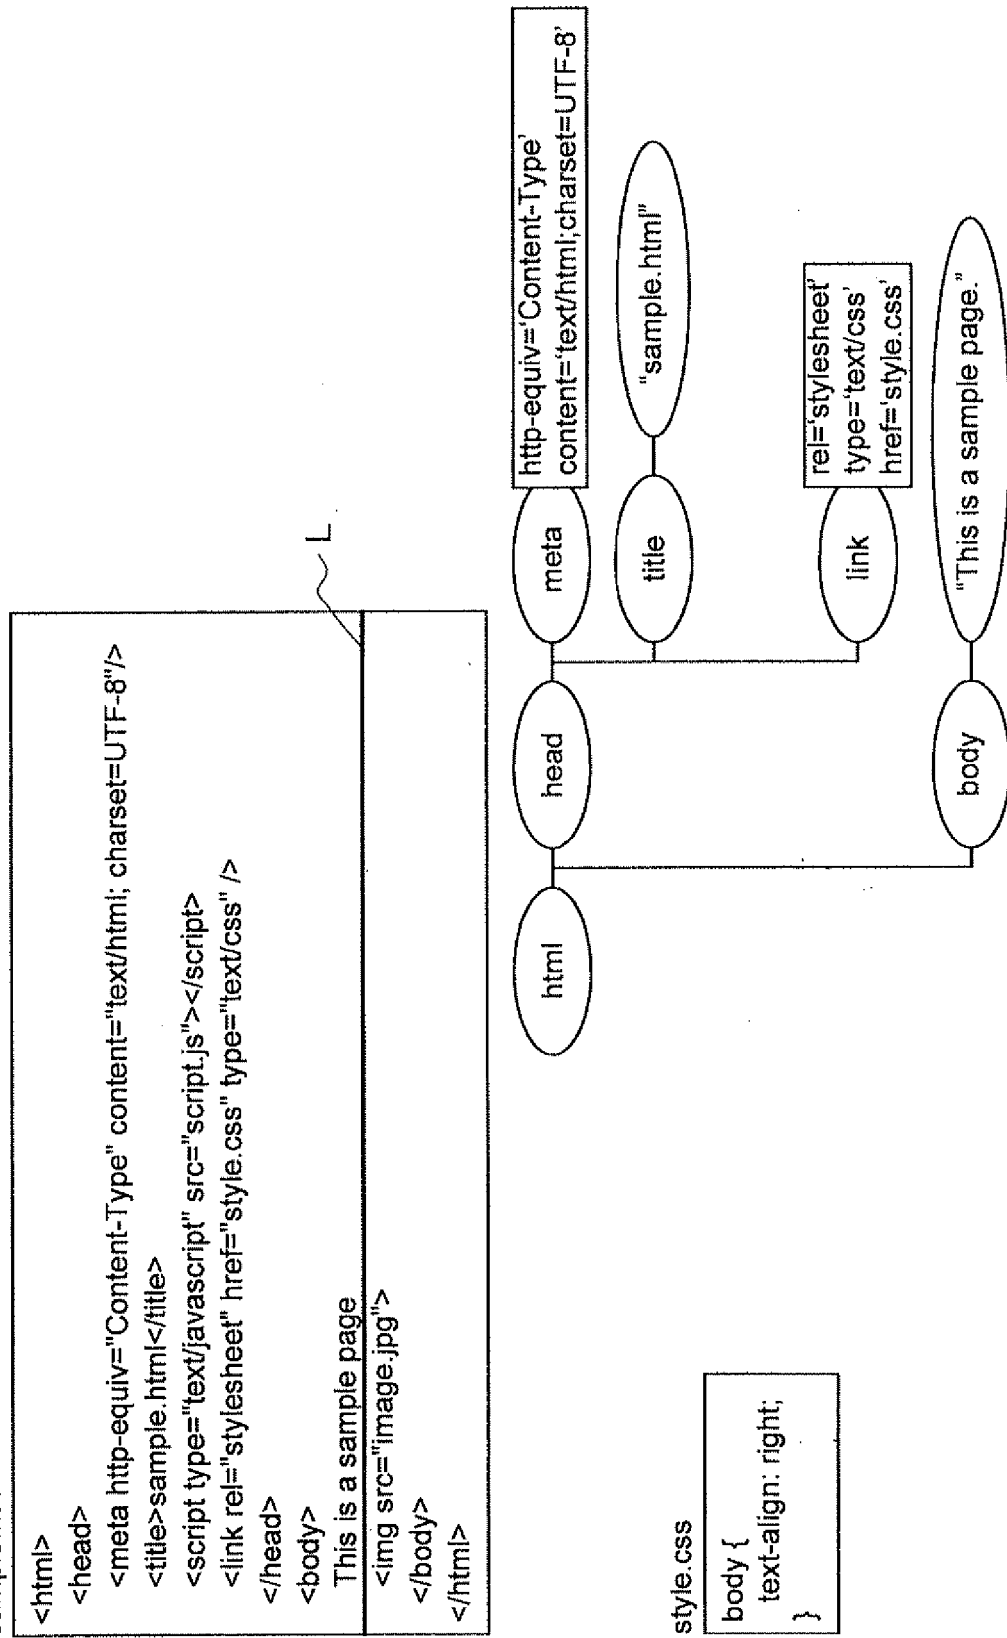 <html>
<head>
<meta http-equiv="Content-Type" content="text/html; charset=UTF-8"/>
<title>sample.html</title>
<script type="text/javascript" src="script.js"></script>
<link rel="stylesheet" href="style.css" type="text/css" />
</head>
<body>
This is a sample page
<img src="image.jpg">
</body>
</html>
L
html
head
meta
http-equiv='Content-Type'
content='text/html;charset=UTF-8'
title
"sample.html"
link
rel='stylesheet'
type='text/css'
href='style.css'
body
"This is a sample page."
style.css
body {
text-align: right;
}